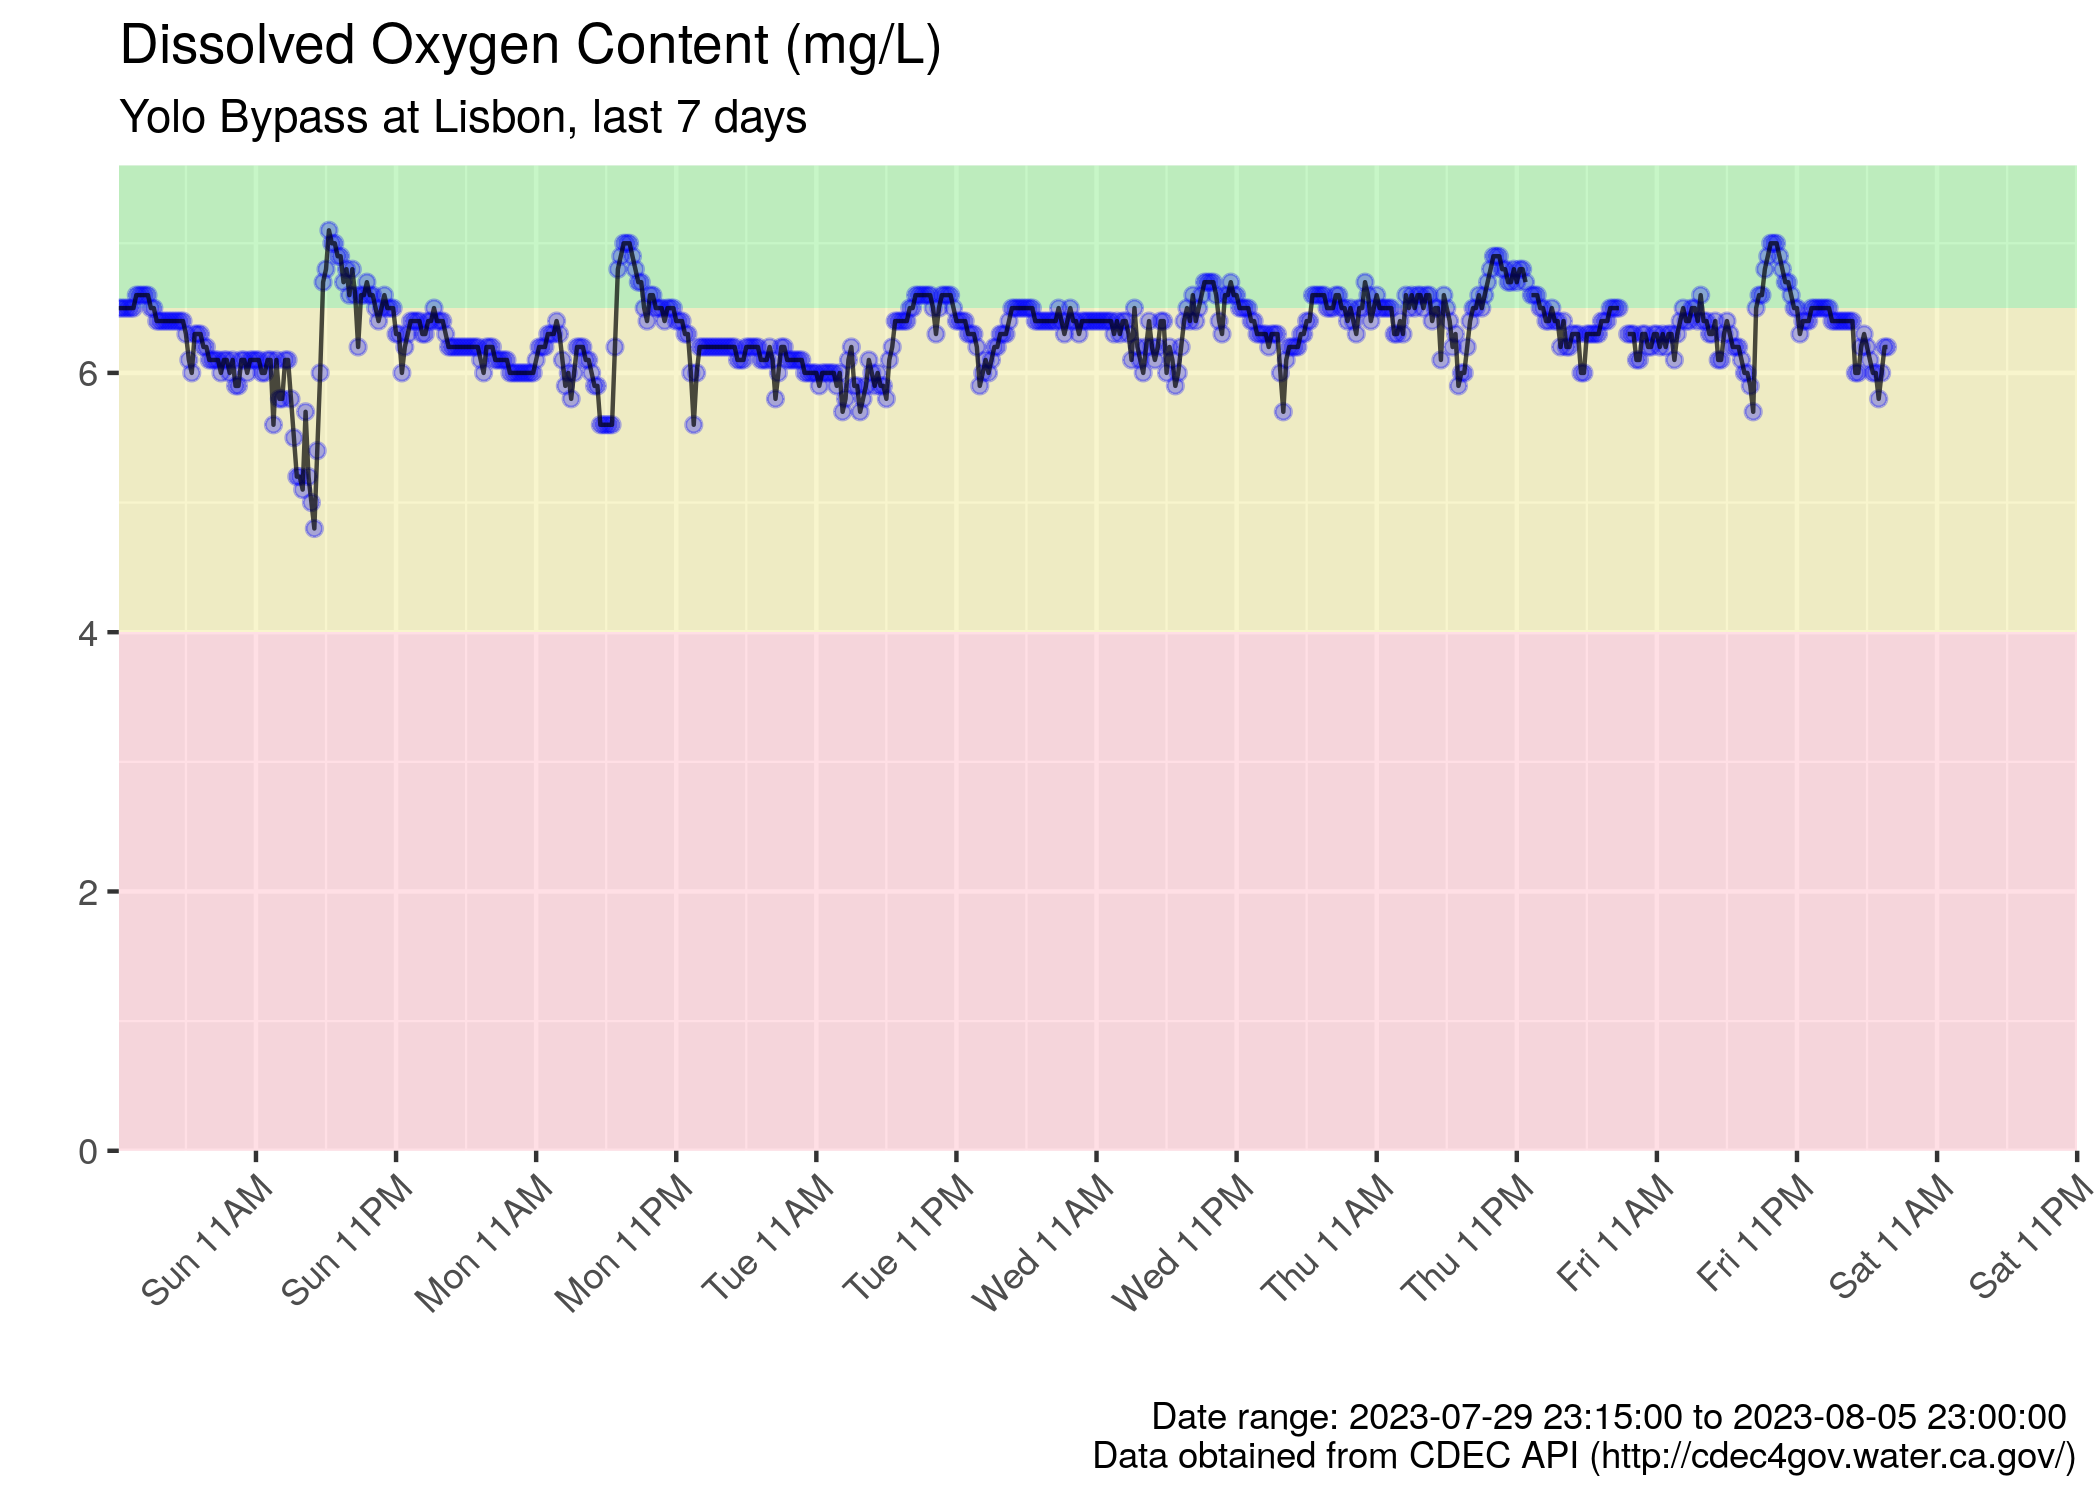 Dissolved Oxygen Content (mg/L)
Yolo Bypass at Lisbon, last 7 days
6
4
2
0
Sun 11AM
Sun 11PM
Mon 11AM
Mon 11PM
Tue 11AM
Tue 11PM
Wed 11AM
Wed 11PM
Thu 11AM
Thu 11PM
Fri 11AM
Fri 11PM
Sat 11AM
Sat 11PM
Date range: 2023-07-29 23:15:00 to 2023-08-05 23:00:00
Data obtained from CDEC API (http://cdec4gov.water.ca.gov/)